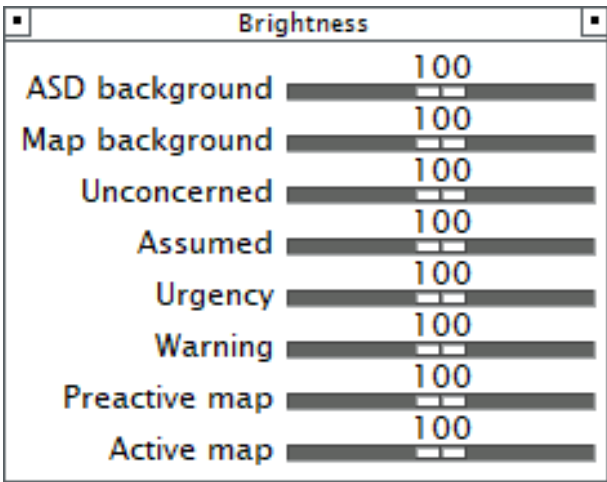 Brightness
100
ASD background
100
Map background
100
Unconcerned
100
Assumed
100
Urgency
100
Warning
100
Preactive map
100
Active map